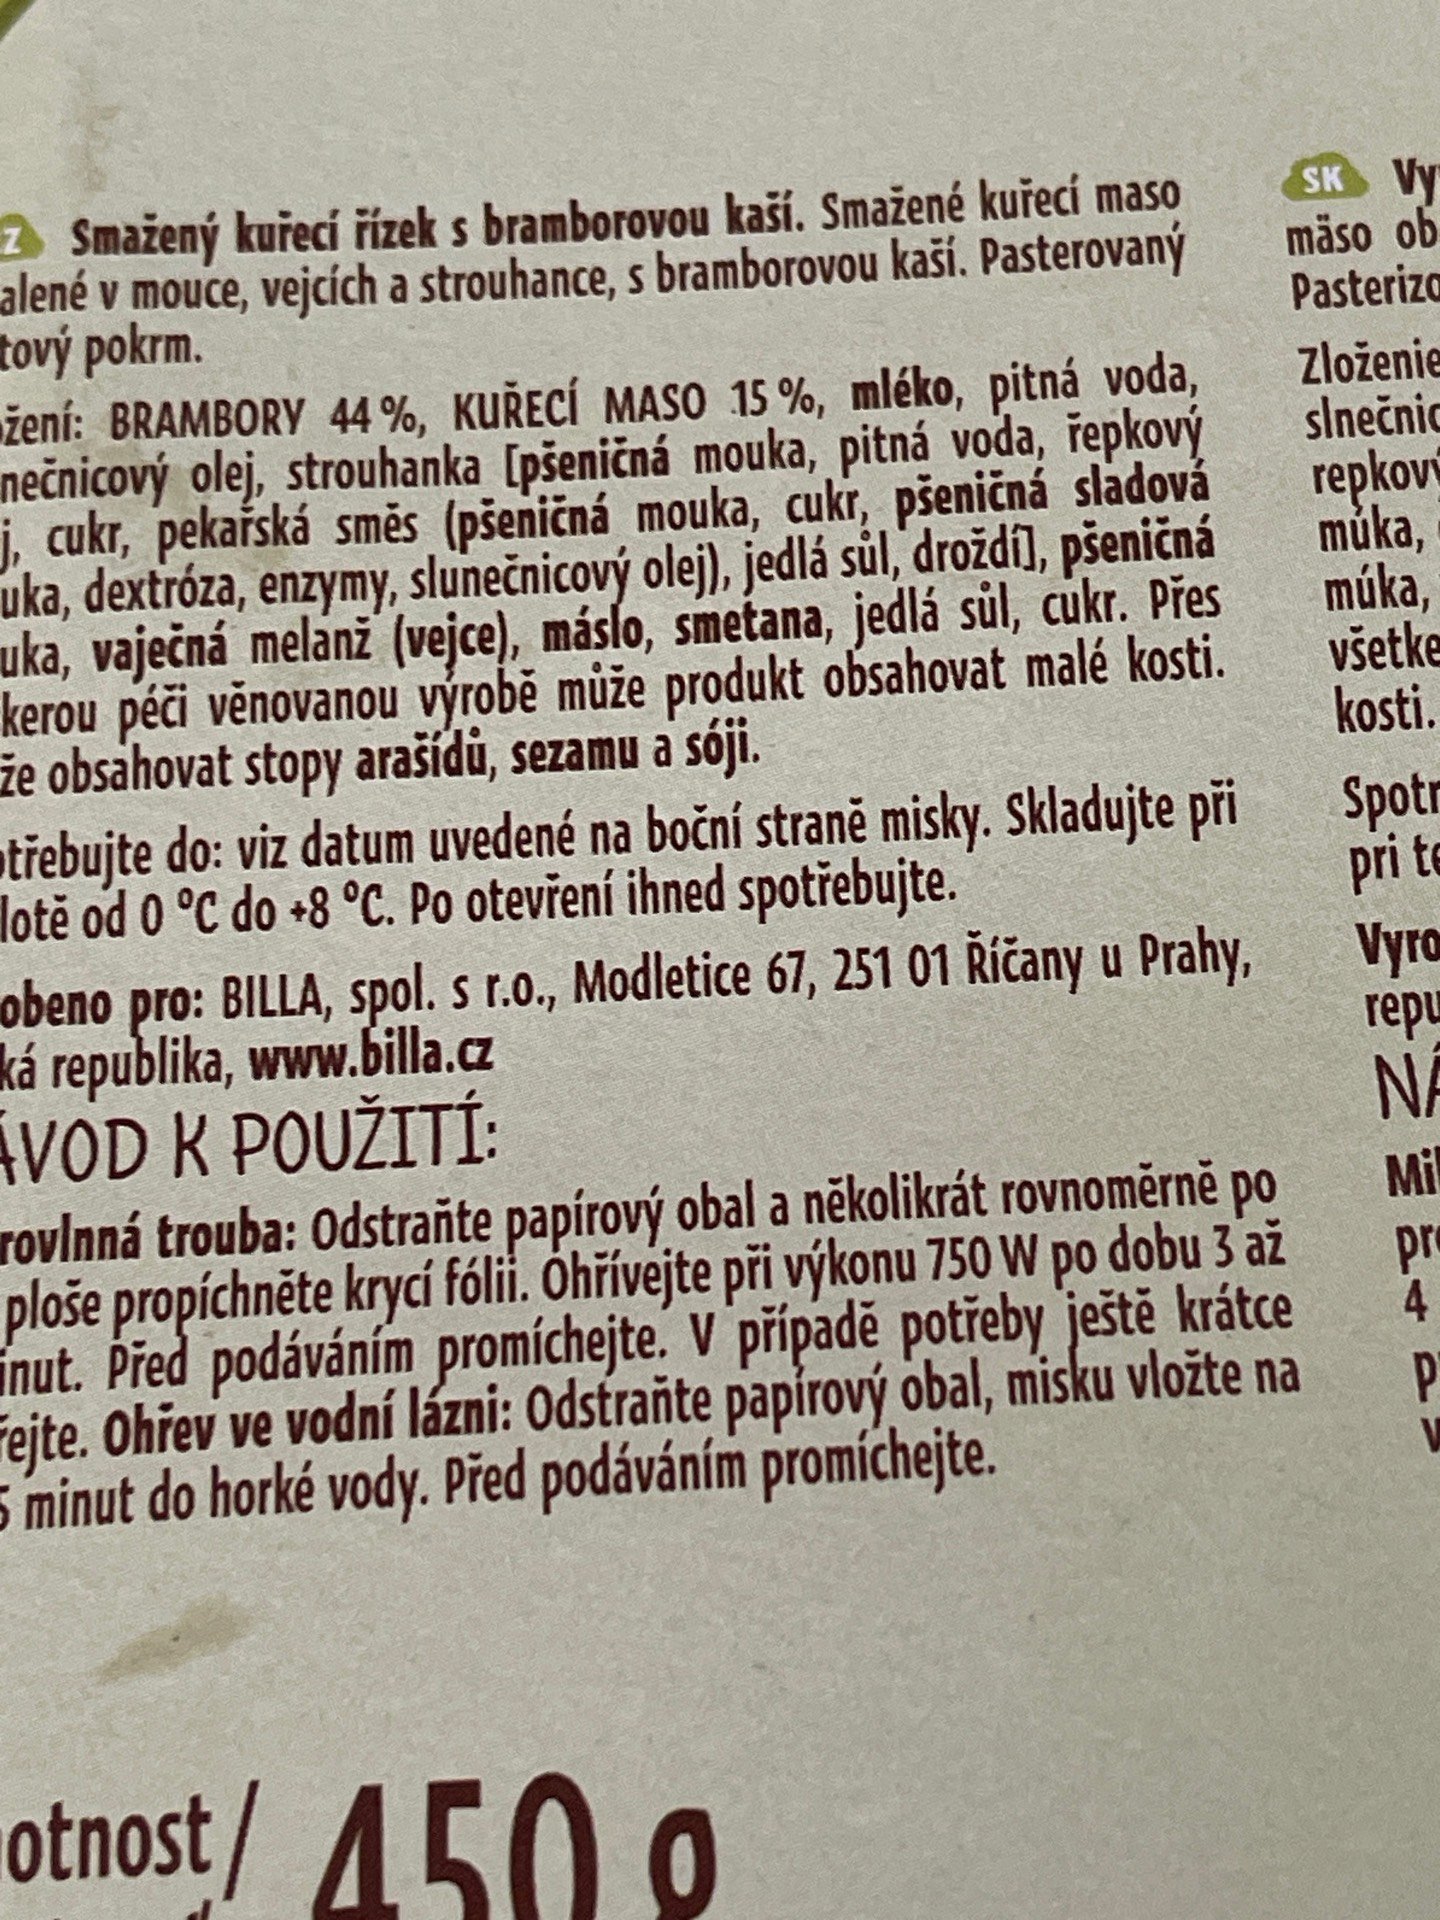 Z Smažený kuřecí řízek s bramborovou kaší. Smažené kuřecí maso
alené v mouce, vejcích a strouhance, s bramborovou kaší. Pasterovaný
tový pokrm.
žení: BRAMBORY 44 %, KUŘECÍ MASO 15 %, mléko, pitná voda,
nečnicový olej, strouhanka [pšeničná mouka, pitná voda, řepkový
j, cukr, pekařská směs (pšeničná mouka, cukr, pšeničná sladová
uka, dextróza, enzymy, slunečnicový olej), jedlá sůl, droždí], pšeničná
uka, vaječná melanž (vejce), máslo, smetana, jedlá sůl, cukr. Přes
kerou péči věnovanou výrobě může produkt obsahovat malé kosti.
že obsahovat stopy arašídů, sezamu a sóji.
třebujte do: viz datum uvedené na boční straně misky. Skladujte při
lotě od 0 °C do +8 °C. Po otevření ihned spotřebujte.
obeno pro: BILLA, spol. s r.o., Modletice 67, 251 01 Říčany u Prahy,
ká republika, www.billa.cz
ÁVOD K POUŽITÍ:
rovlnná trouba: Odstraňte papírový obal a několikrát rovnoměrně po
ploše propíchněte krycí fólii. Ohřívejte při výkonu 750 W po dobu 3 až
inut. Před podáváním promíchejte. V případě potřeby ještě krátce
řejte. Ohřev ve vodní lázni: Odstraňte papírový obal, misku vložte na
5 minut do horké vody. Před podáváním promíchejte.
otnost / 450 g
SK Vy
mäso ob
Pasterizo
Zloženie
slnečnic
repkový
múka,
múka,
všetke
kosti.
Spotr
pri te
Vyro
repu
NÁ
Mil
pro
4
p
v